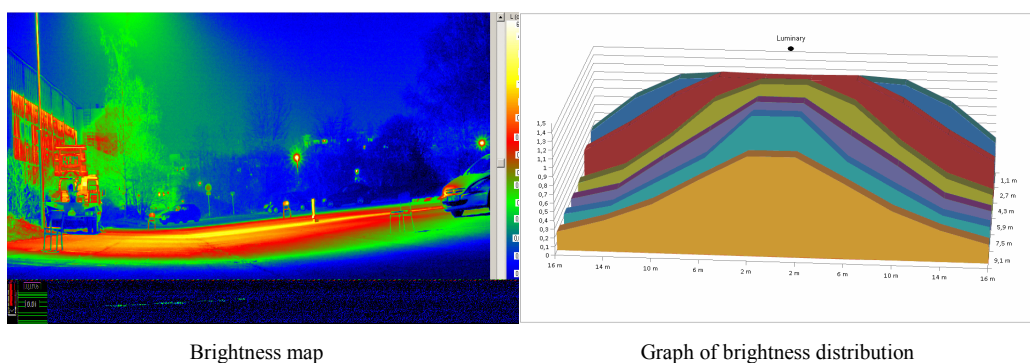 L (c
Luminary
1,5
1,4
1,3
1,2
1,1
1
0,9
0,8
0,7
0,6
0,5
0,4
0,3
0,2
0,1
0
16 m 14 m 10 m 6 m 2 m 2 m 6 m 10 m 14 m 16 m
1,1 m
2,7 m
4,3 m
5,9 m
7,5 m
9,1 m
Brightness map Graph of brightness distribution